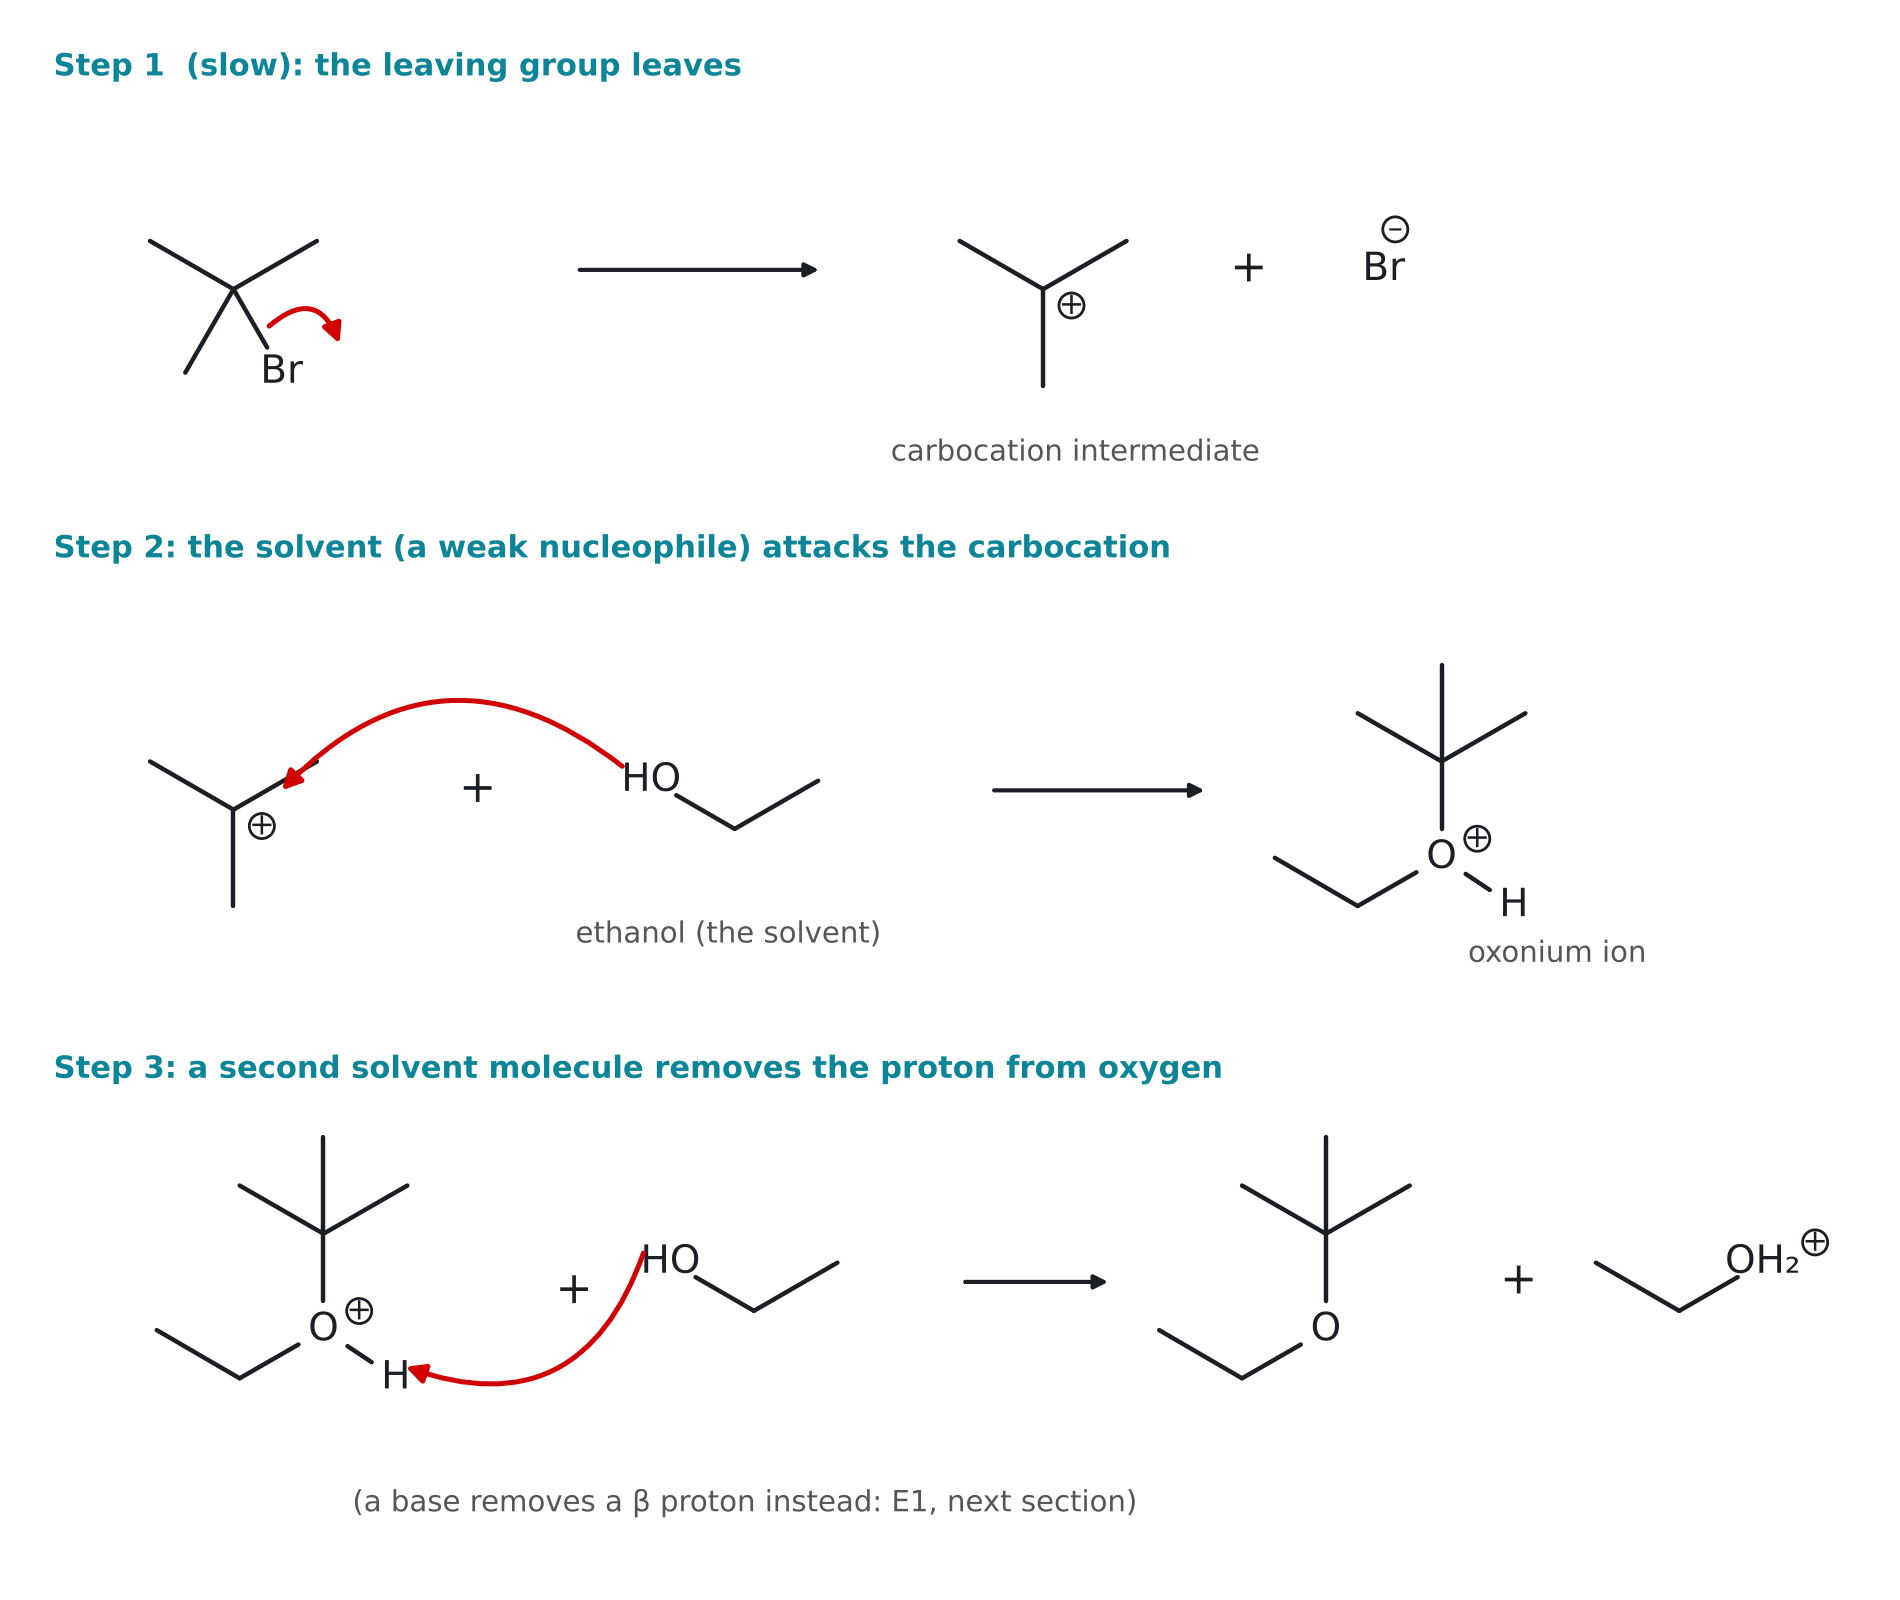 Step 1  (slow): the leaving group leaves
Br
⊕
+
Br
⊖
carbocation intermediate
Step 2: the solvent (a weak nucleophile) attacks the carbocation
⊕
+
HO
O
⊕
H
ethanol (the solvent)
oxonium ion
Step 3: a second solvent molecule removes the proton from oxygen
O
⊕
H
+
HO
O
+
OH₂
⊕
(a base removes a β proton instead: E1, next section)